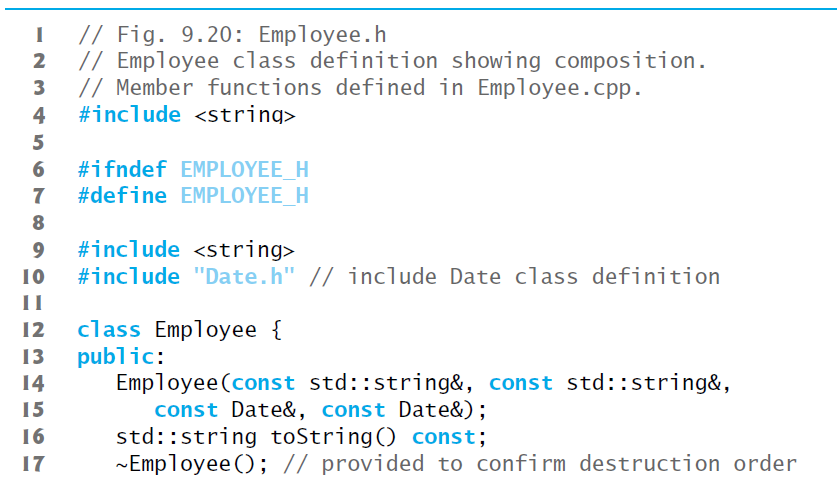 1 // Fig. 9.20: Employee.h
2 // Employee class definition showing composition.
3 // Member functions defined in Employee.cpp.
4 #include <string>
5
6 #ifndef EMPLOYEE_H
7 #define EMPLOYEE_H
8
9 #include <string>
10 #include "Date.h" // include Date class definition
11
12 class Employee {
13 public:
14 Employee(const std::string&, const std::string&,
15 const Date&, const Date&);
16 std::string toString() const;
17 ~Employee(); // provided to confirm destruction order